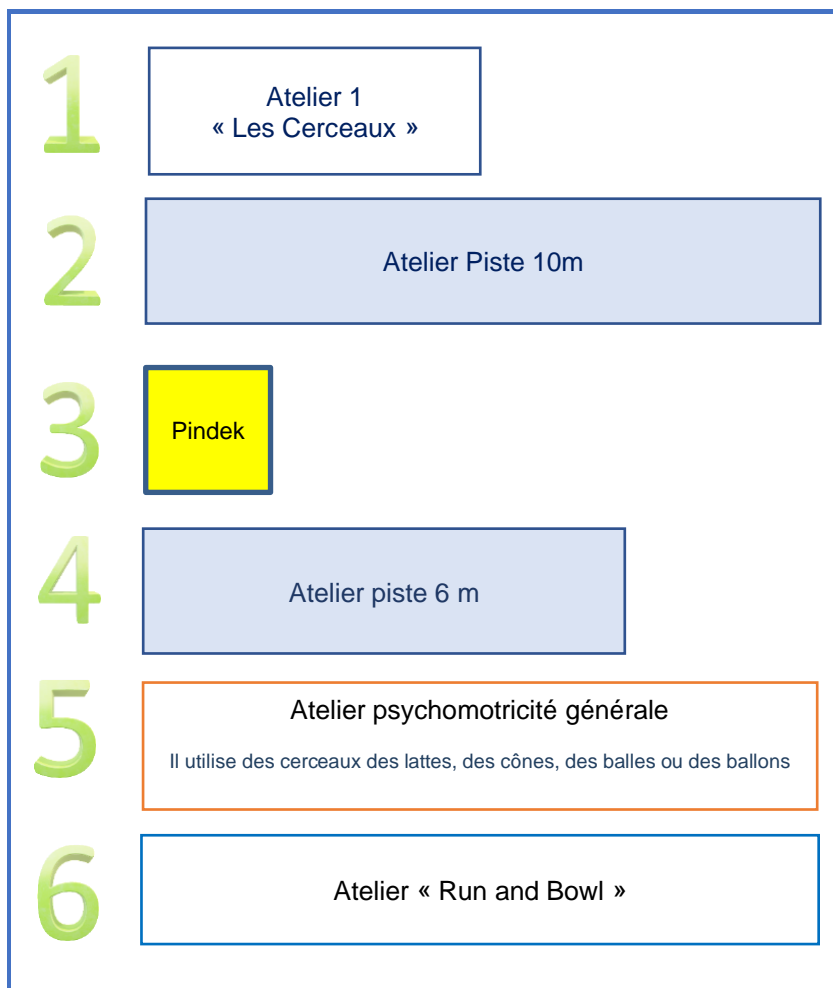 1
Atelier 1
« Les Cerceaux »
2
Atelier Piste 10m
3
Pindek
4
Atelier piste 6 m
5
Atelier psychomotricité générale
Il utilise des cerceaux des lattes, des cônes, des balles ou des ballons
6
Atelier « Run and Bowl »